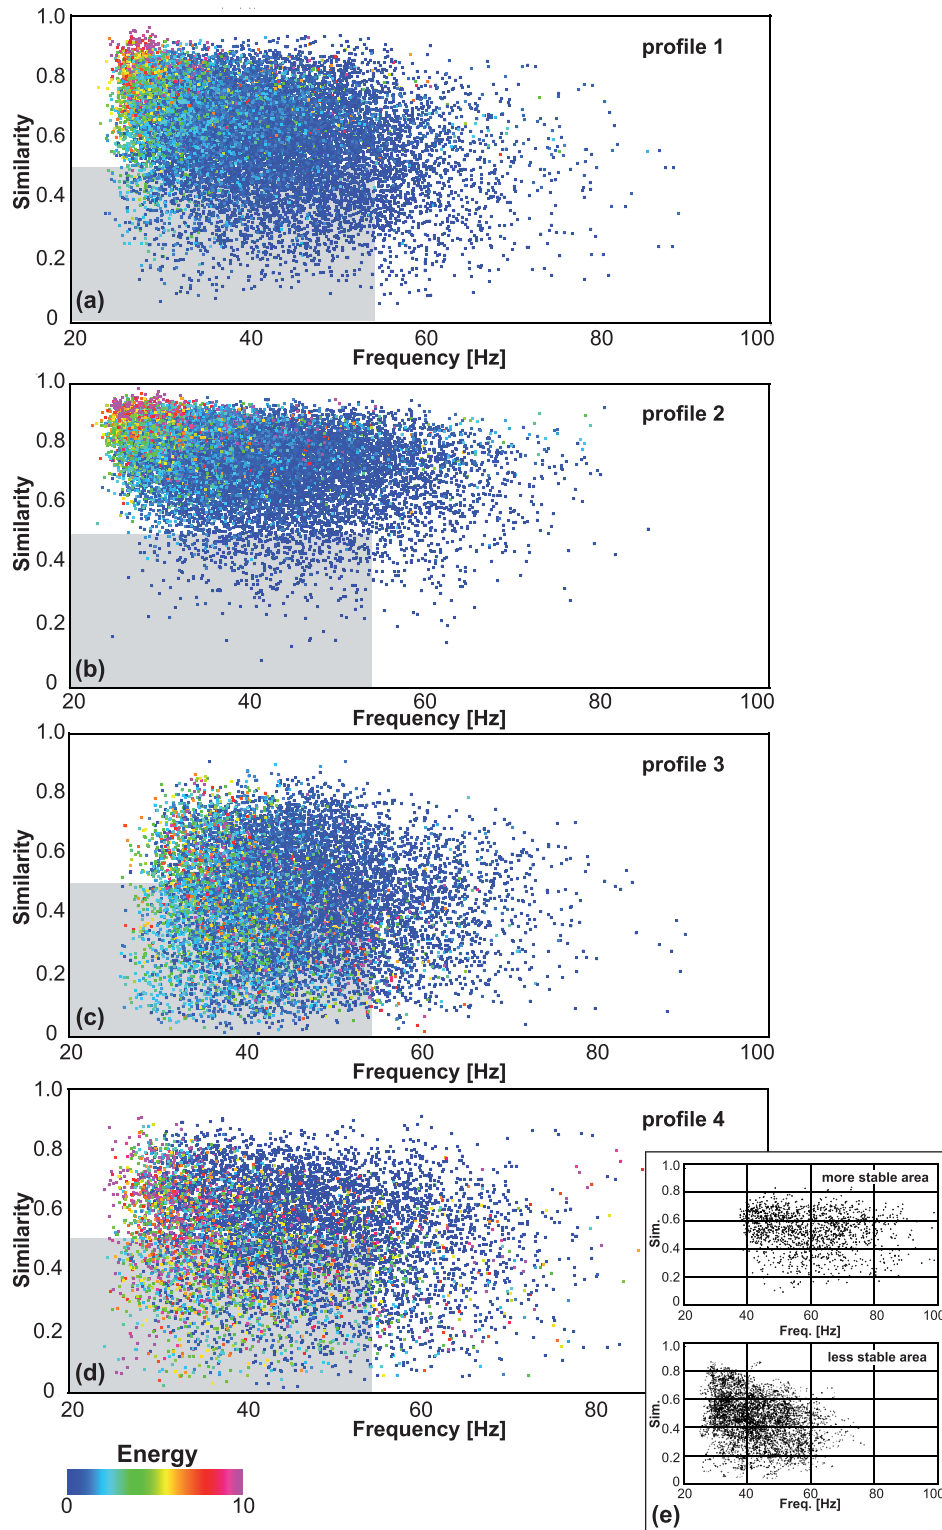 1.0
profile 1
0.8
0.6
Similarity
0.4
0.2
(a)
0
20 40 60 80 100
Frequency [Hz]
1.0
profile 2
0.8
0.6
Similarity
0.4
0.2
(b)
0
20 40 60 80 100
Frequency [Hz]
1.0
profile 3
0.8
0.6
Similarity
0.4
0.2
(c)
0
20 40 60 80 100
Frequency [Hz]
1.0
profile 4
0.8
0.6
Similarity
0.4
0.2
(d)
0
20 40 60 80
Frequency [Hz]
1.0
more stable area
0.8
0.6
Sim.
0.4
0.2
0
20 40 60 80 100
Freq. [Hz]
1.0
less stable area
0.8
0.6
Sim.
0.4
0.2
0
20 40 60 80 100
Freq. [Hz]
(e)
Energy
0 10